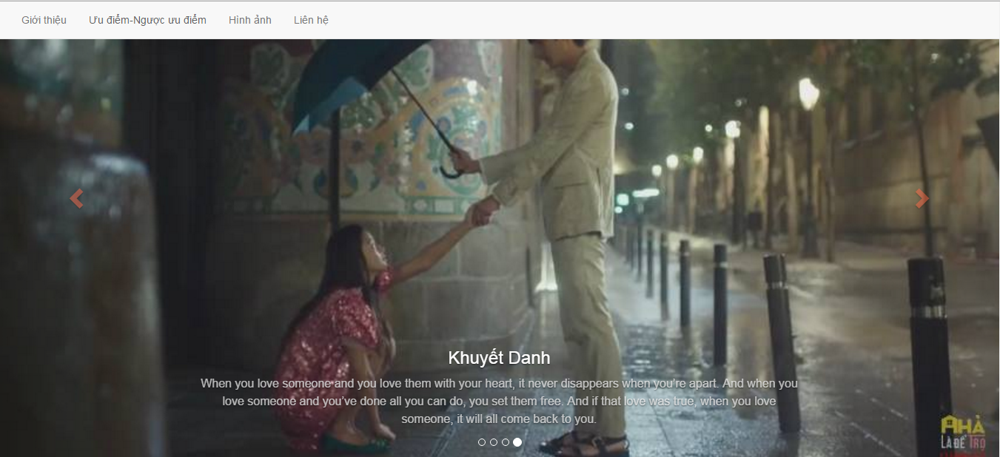 Giới thiệu
Ưu điểm-Ngược ưu điểm
Hình ảnh
Liên hệ
Khuyết Danh
When you love someone and you love them with your heart, it never disappears when you're apart. And when you
love someone and you've done all you can do, you set them free. And if that love was true, when you love
someone, it will all come back to you.
AHÀ
LÀ ĐỂ TRỌ